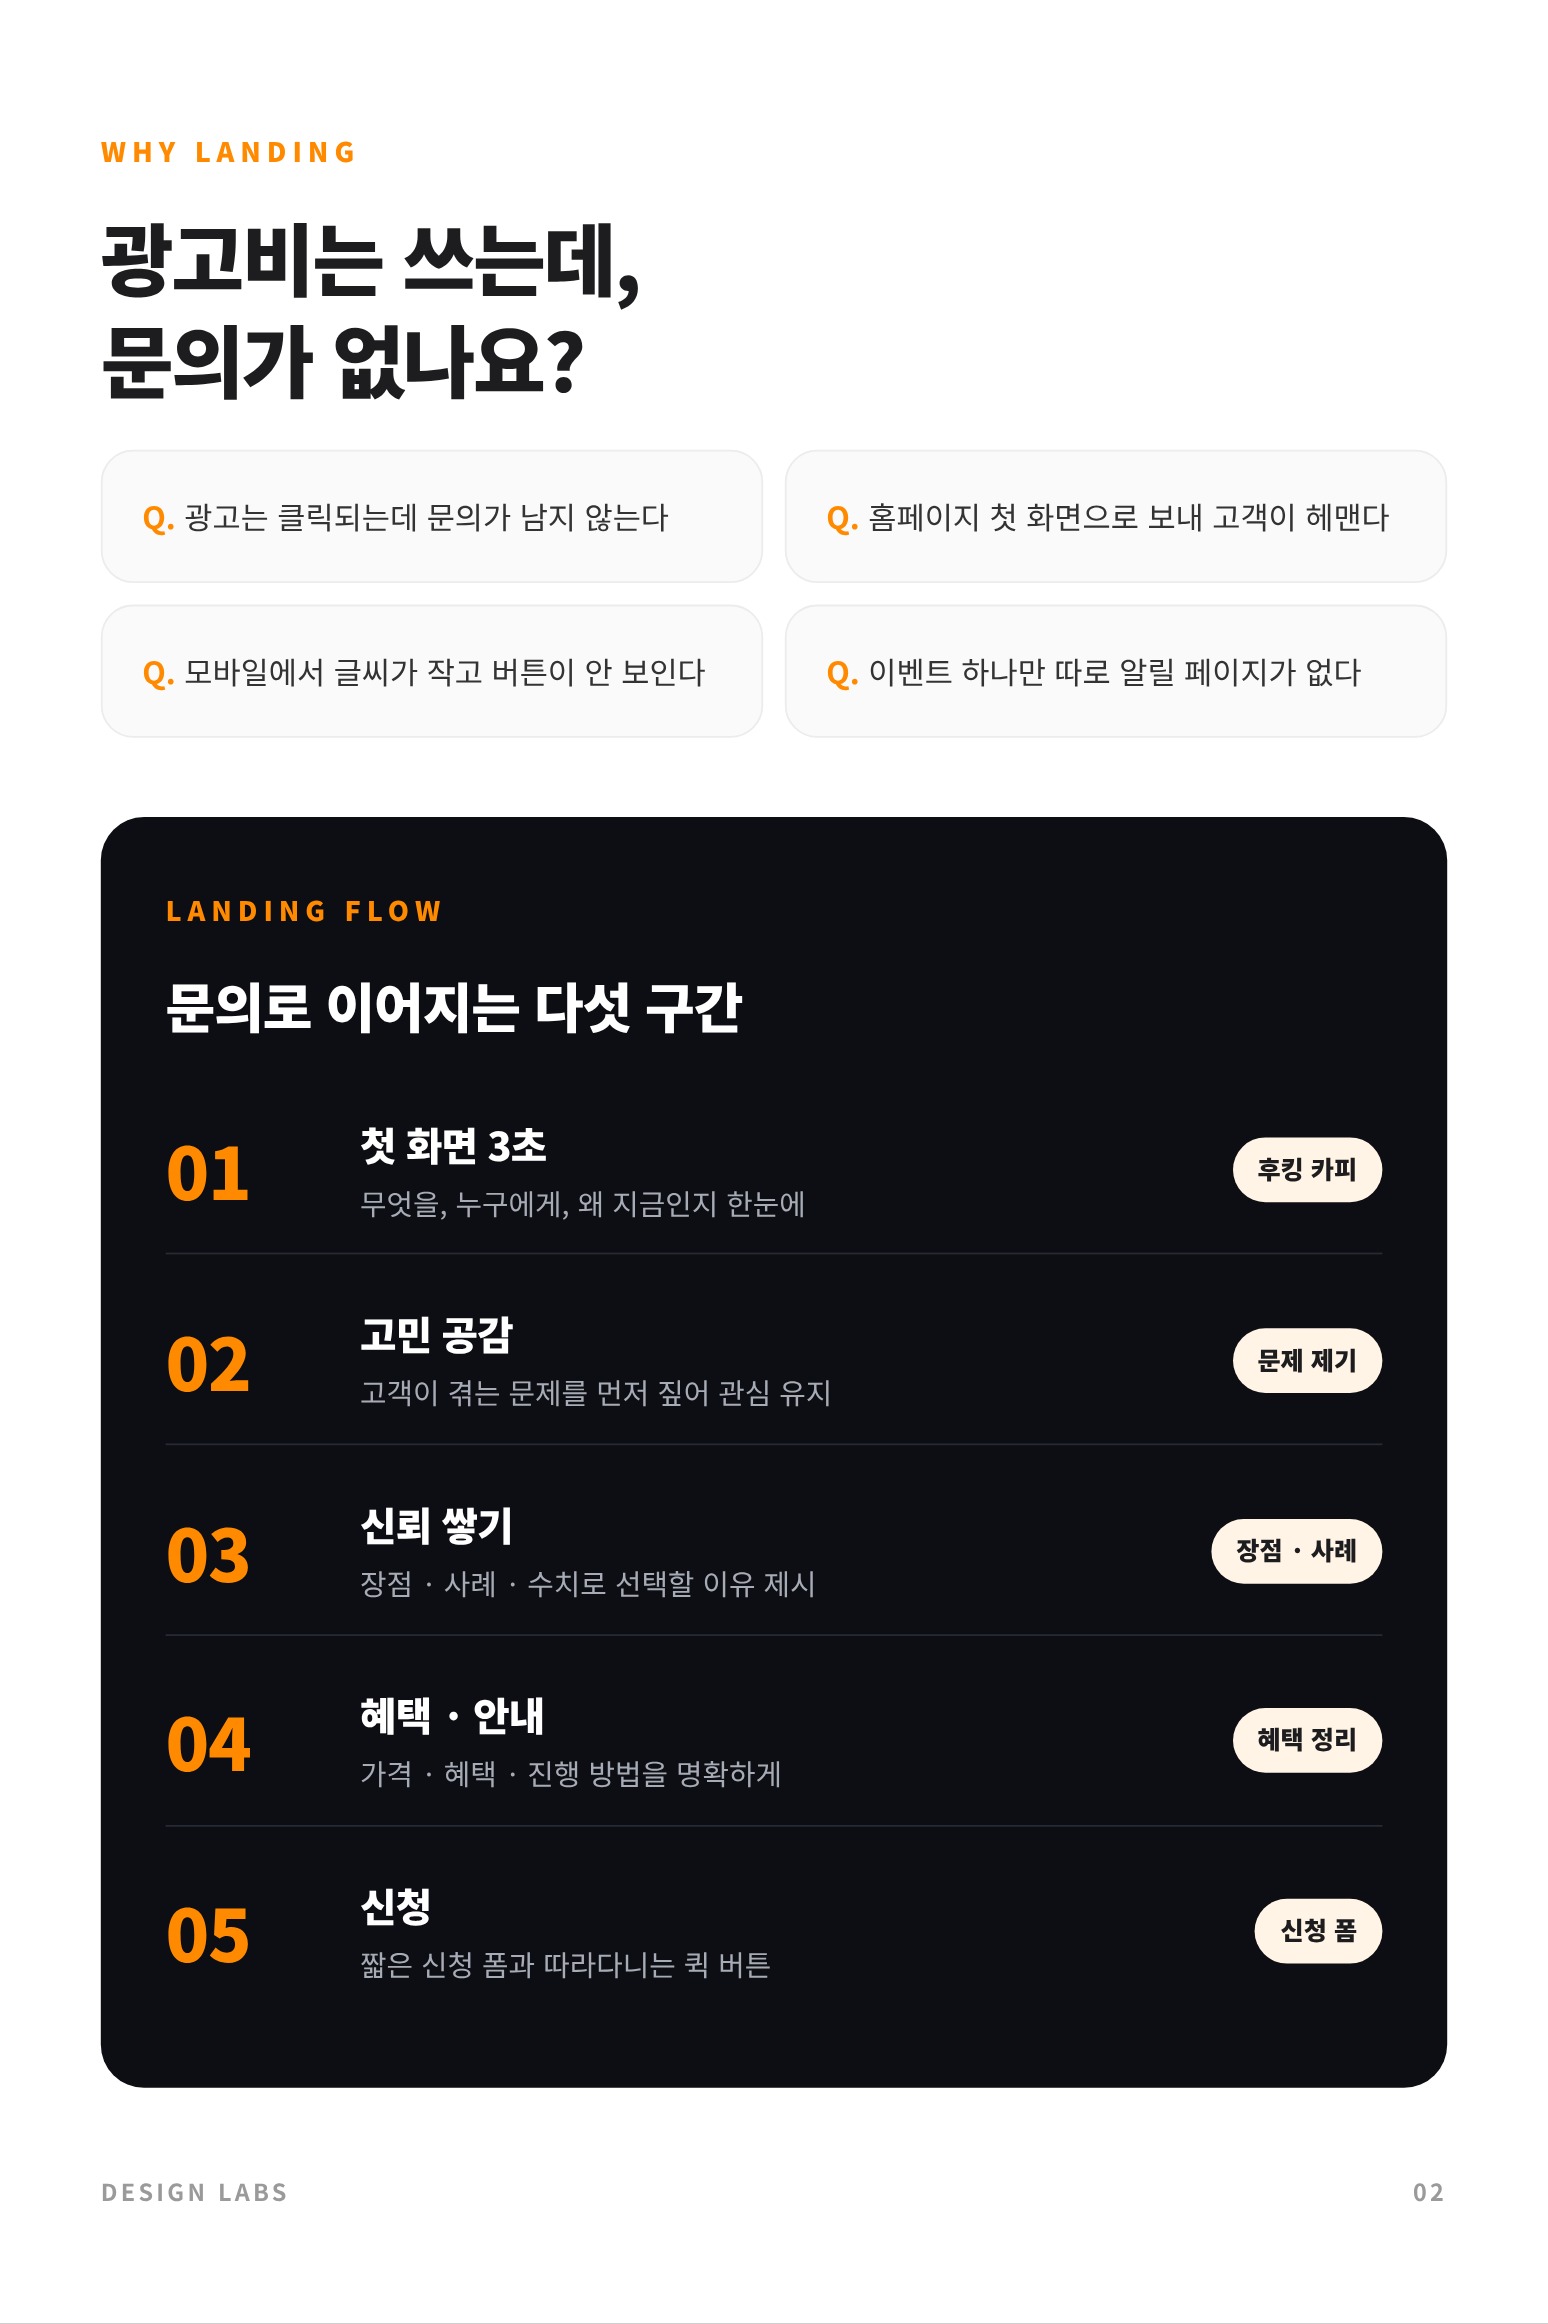 WHY LANDING
광고비는 쓰는데,
문의가 없나요?
Q. 광고는 클릭되는데 문의가 남지 않는다
Q. 홈페이지 첫 화면으로 보내 고객이 헤맨다
Q. 모바일에서 글씨가 작고 버튼이 안 보인다
Q. 이벤트 하나만 따로 알릴 페이지가 없다
LANDING FLOW
문의로 이어지는 다섯 구간
01
첫 화면 3초
무엇을, 누구에게, 왜 지금인지 한눈에
후킹 카피
02
고민 공감
고객이 겪는 문제를 먼저 짚어 관심 유지
문제 제기
03
신뢰 쌓기
장점 · 사례 · 수치로 선택할 이유 제시
장점 · 사례
04
혜택 · 안내
가격 · 혜택 · 진행 방법을 명확하게
혜택 정리
05
신청
짧은 신청 폼과 따라다니는 퀵 버튼
신청 폼
DESIGN LABS
02